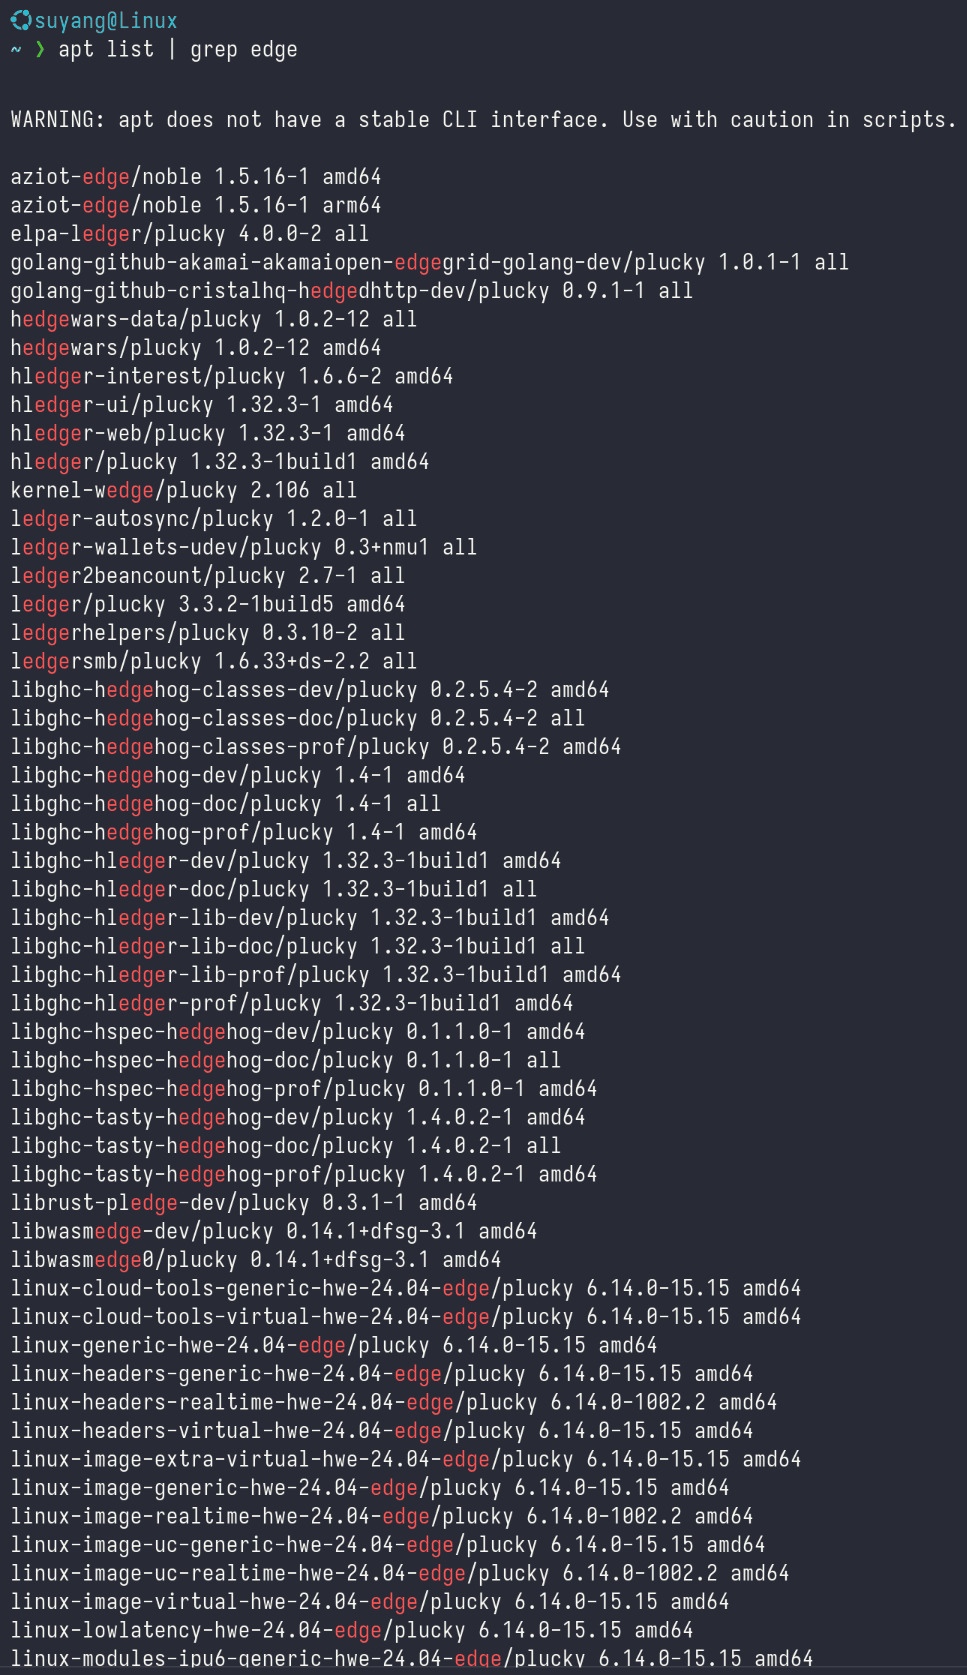 suyang@Linux
~ ❯ apt list | grep edge
WARNING: apt does not have a stable CLI interface. Use with caution in scripts.
aziot-edge/noble 1.5.16-1 amd64
aziot-edge/noble 1.5.16-1 arm64
elpa-ledger/plucky 4.0.0-2 all
golang-github-akamai-akamaiopen-edgegrid-golang-dev/plucky 1.0.1-1 all
golang-github-cristalhq-hedgedhttp-dev/plucky 0.9.1-1 all
hedgewars-data/plucky 1.0.2-12 all
hedgewars/plucky 1.0.2-12 amd64
hledger-interest/plucky 1.6.6-2 amd64
hledger-ui/plucky 1.32.3-1 amd64
hledger-web/plucky 1.32.3-1 amd64
hledger/plucky 1.32.3-1build1 amd64
kernel-wedge/plucky 2.106 all
ledger-autosync/plucky 1.2.0-1 all
ledger-wallets-udev/plucky 0.3+nmu1 all
ledger2beancount/plucky 2.7-1 all
ledger/plucky 3.3.2-1build5 amd64
ledgerhelpers/plucky 0.3.10-2 all
ledgersmb/plucky 1.6.33+ds-2.2 all
libghc-hedgehog-classes-dev/plucky 0.2.5.4-2 amd64
libghc-hedgehog-classes-doc/plucky 0.2.5.4-2 all
libghc-hedgehog-classes-prof/plucky 0.2.5.4-2 amd64
libghc-hedgehog-dev/plucky 1.4-1 amd64
libghc-hedgehog-doc/plucky 1.4-1 all
libghc-hedgehog-prof/plucky 1.4-1 amd64
libghc-hledger-dev/plucky 1.32.3-1build1 amd64
libghc-hledger-doc/plucky 1.32.3-1build1 all
libghc-hledger-lib-dev/plucky 1.32.3-1build1 amd64
libghc-hledger-lib-doc/plucky 1.32.3-1build1 all
libghc-hledger-lib-prof/plucky 1.32.3-1build1 amd64
libghc-hledger-prof/plucky 1.32.3-1build1 amd64
libghc-hspec-hedgehog-dev/plucky 0.1.1.0-1 amd64
libghc-hspec-hedgehog-doc/plucky 0.1.1.0-1 all
libghc-hspec-hedgehog-prof/plucky 0.1.1.0-1 amd64
libghc-tasty-hedgehog-dev/plucky 1.4.0.2-1 amd64
libghc-tasty-hedgehog-doc/plucky 1.4.0.2-1 all
libghc-tasty-hedgehog-prof/plucky 1.4.0.2-1 amd64
librust-pledge-dev/plucky 0.3.1-1 amd64
libwasmedge-dev/plucky 0.14.1+dfsg-3.1 amd64
libwasmedge0/plucky 0.14.1+dfsg-3.1 amd64
linux-cloud-tools-generic-hwe-24.04-edge/plucky 6.14.0-15.15 amd64
linux-cloud-tools-virtual-hwe-24.04-edge/plucky 6.14.0-15.15 amd64
linux-generic-hwe-24.04-edge/plucky 6.14.0-15.15 amd64
linux-headers-generic-hwe-24.04-edge/plucky 6.14.0-15.15 amd64
linux-headers-realtime-hwe-24.04-edge/plucky 6.14.0-1002.2 amd64
linux-headers-virtual-hwe-24.04-edge/plucky 6.14.0-15.15 amd64
linux-image-extra-virtual-hwe-24.04-edge/plucky 6.14.0-15.15 amd64
linux-image-generic-hwe-24.04-edge/plucky 6.14.0-15.15 amd64
linux-image-realtime-hwe-24.04-edge/plucky 6.14.0-1002.2 amd64
linux-image-uc-generic-hwe-24.04-edge/plucky 6.14.0-15.15 amd64
linux-image-uc-realtime-hwe-24.04-edge/plucky 6.14.0-1002.2 amd64
linux-image-virtual-hwe-24.04-edge/plucky 6.14.0-15.15 amd64
linux-lowlatency-hwe-24.04-edge/plucky 6.14.0-15.15 amd64
linux-modules-ipu6-generic-hwe-24.04-edge/plucky 6.14.0-15.15 amd64